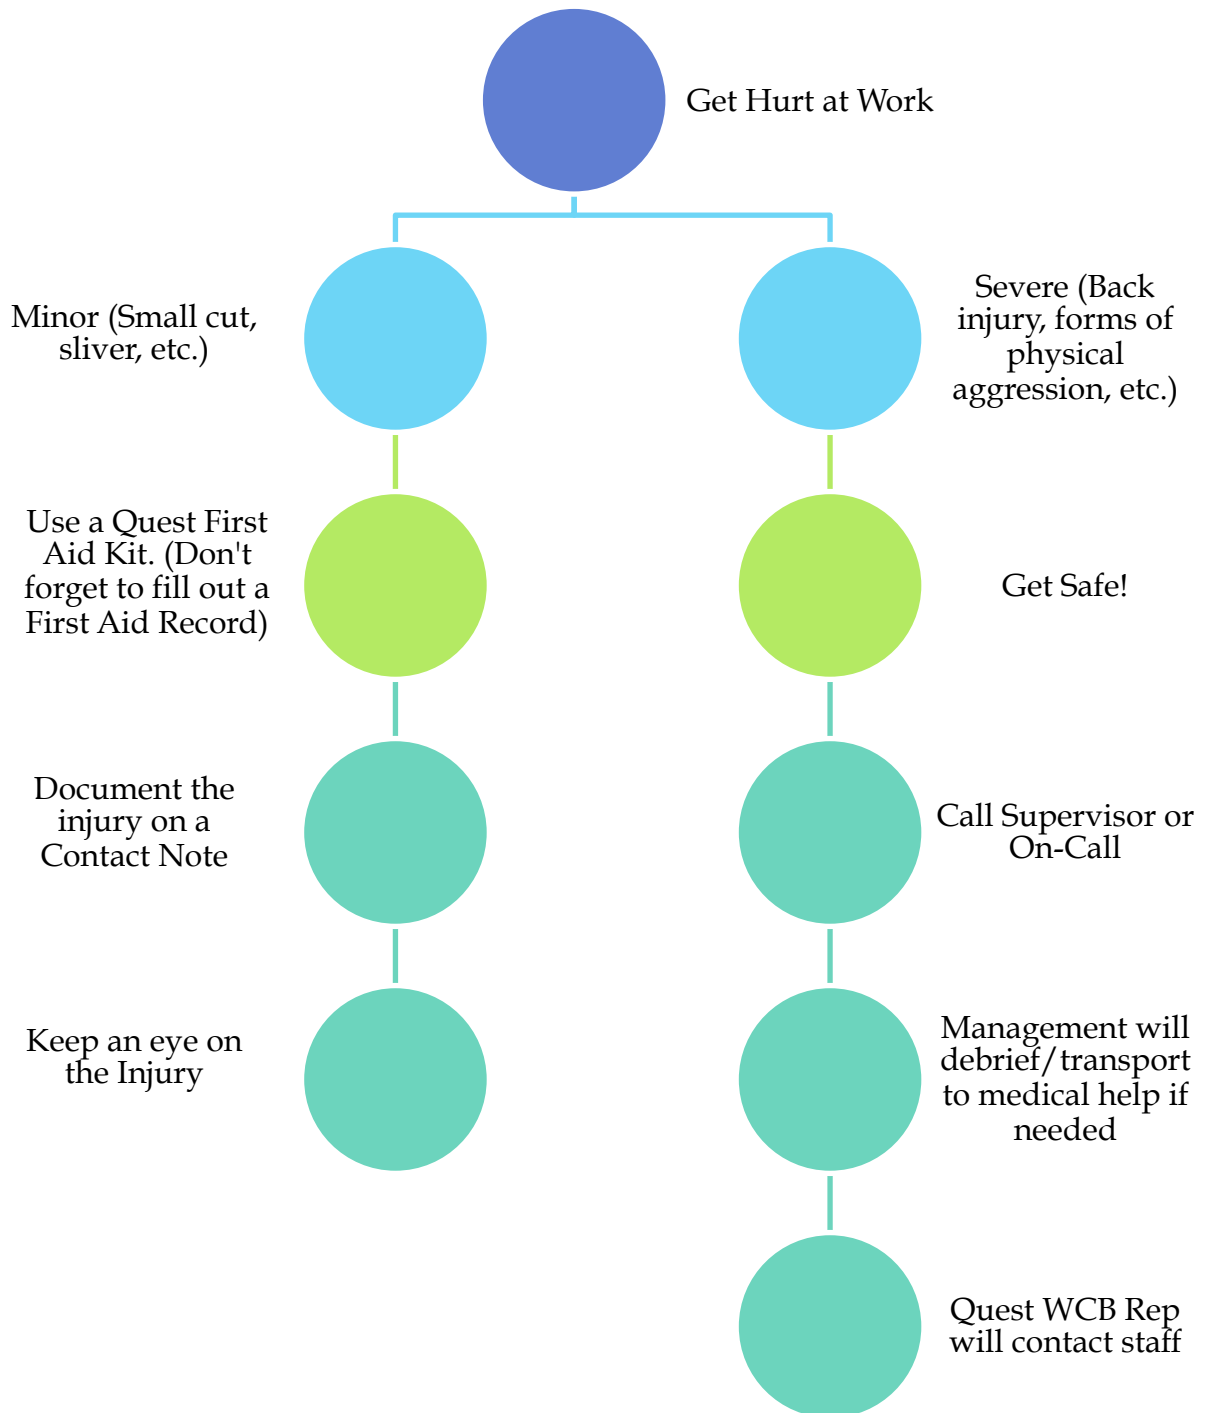 Get Hurt at Work
Minor (Small cut,
sliver, etc.)
Severe (Back
injury, forms of
physical
aggression, etc.)
Use a Quest First
Aid Kit. (Don't
forget to fill out a
First Aid Record)
Get Safe!
Document the
injury on a
Contact Note
Call Supervisor or
On-Call
Keep an eye on
the Injury
Management will
debrief/transport
to medical help if
needed
Quest WCB Rep
will contact staff